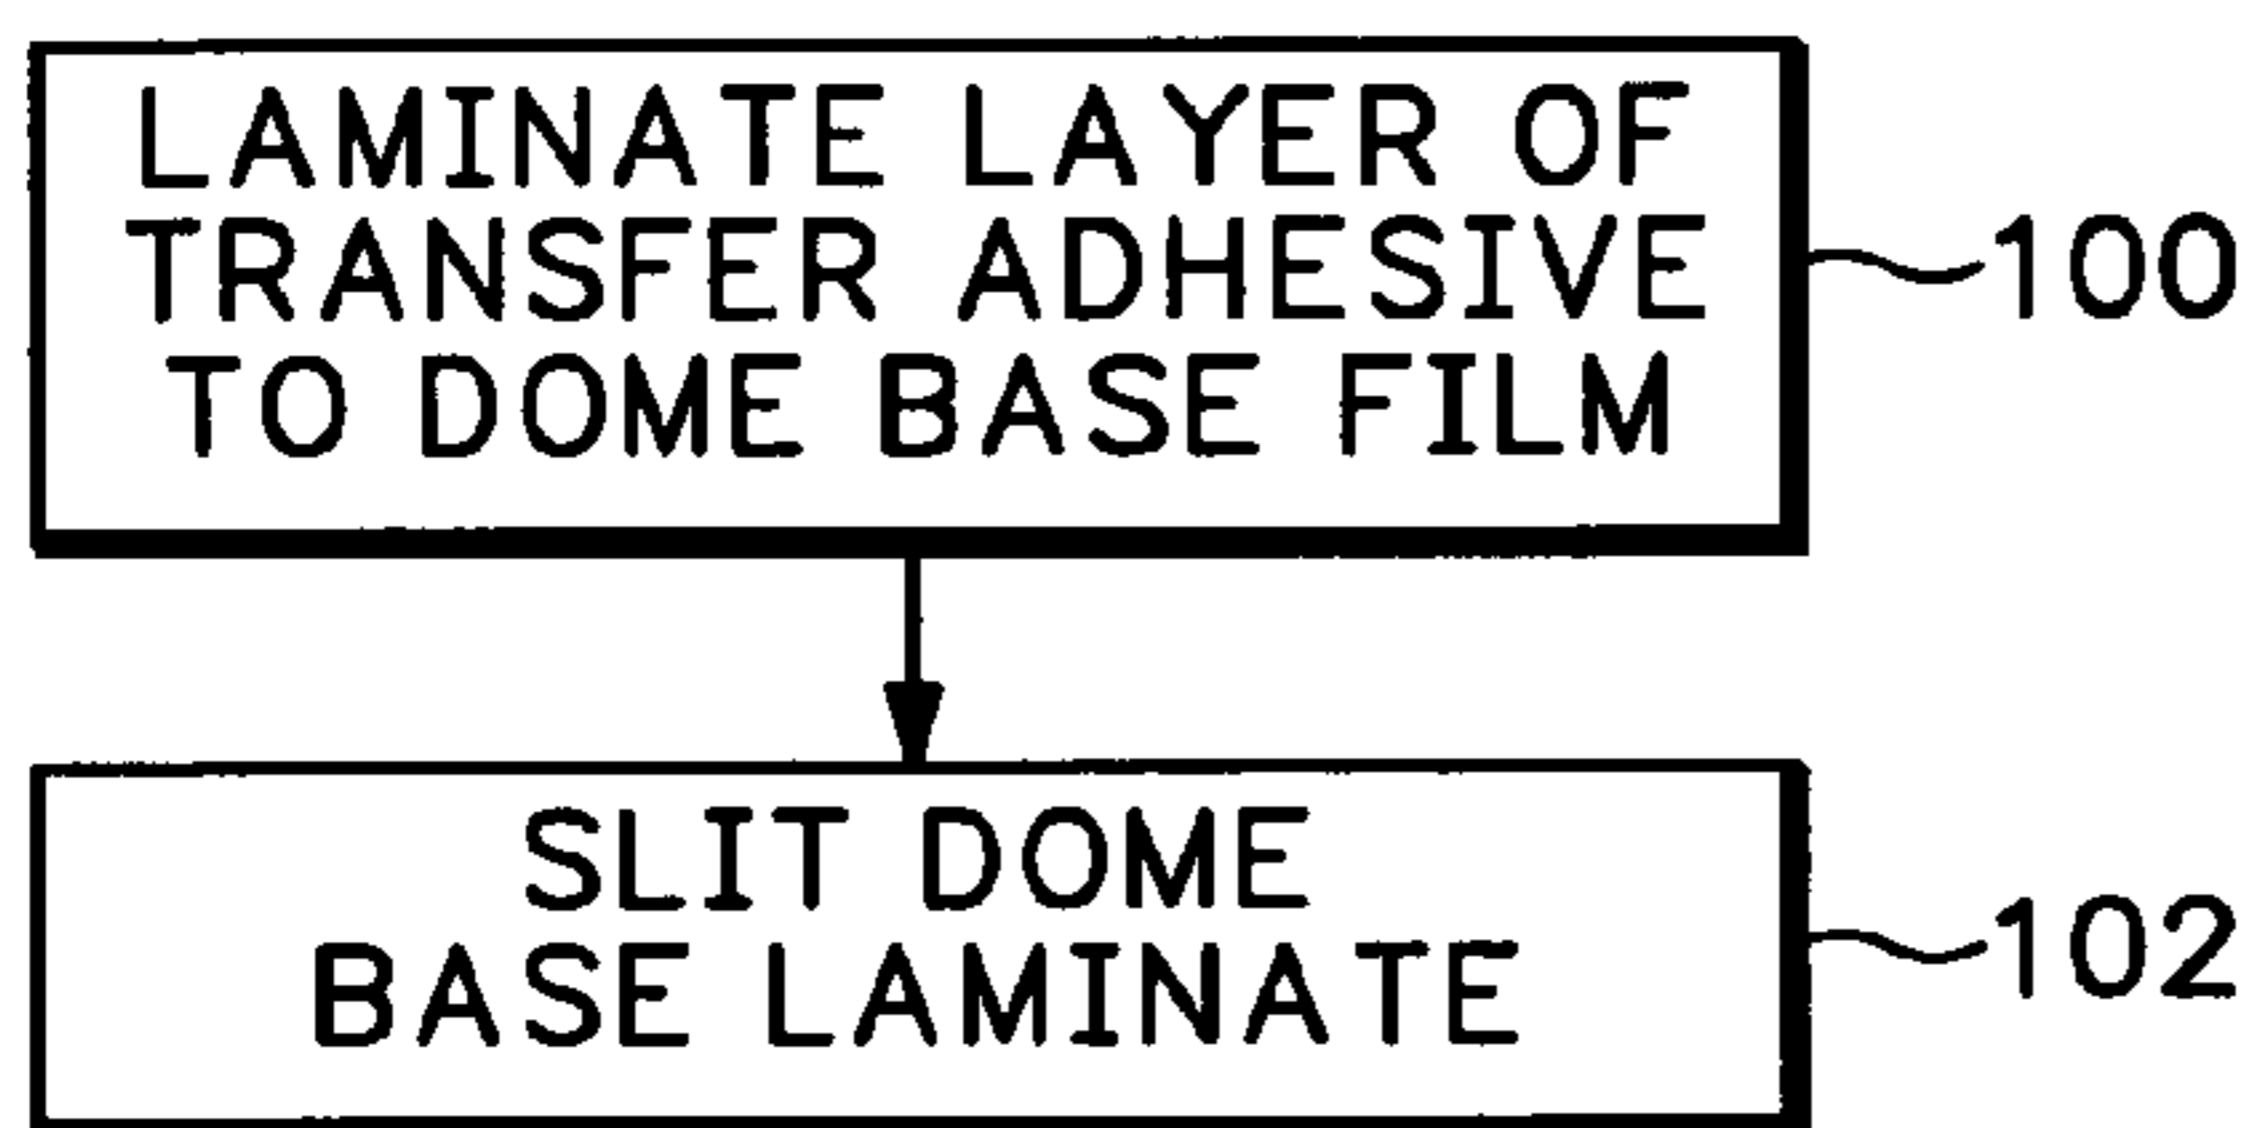 LAMINATE LAYER OF
TRANSFER ADHESIVE
TO DOME BASE FILM
100
SLIT DOME
BASE LAMINATE
102